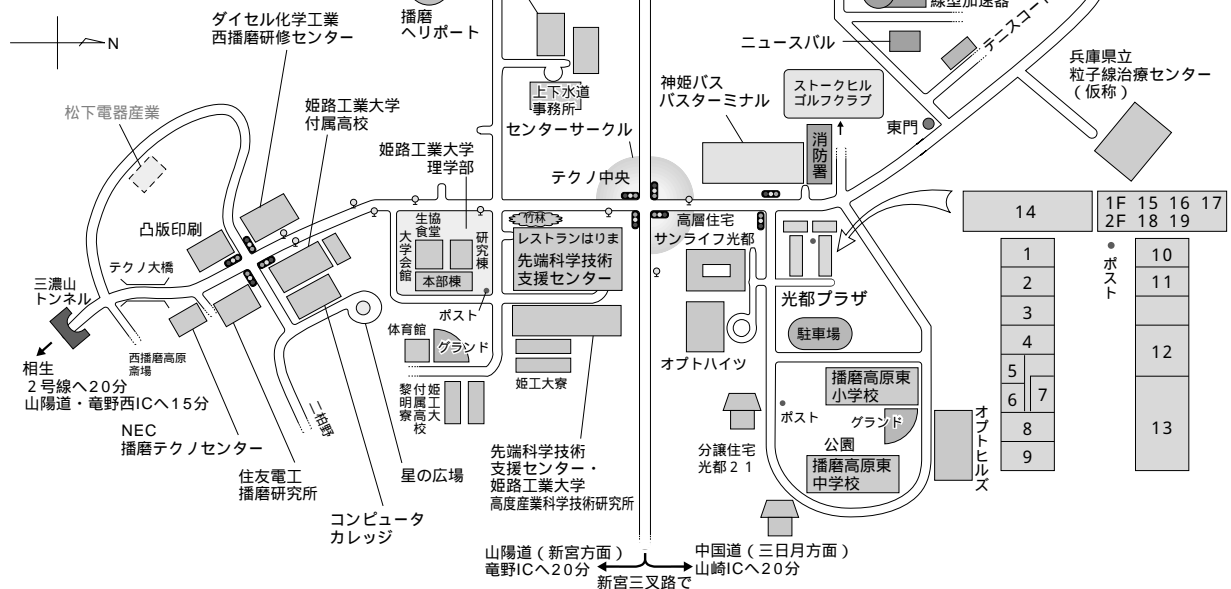 N
ダイセル化学工業
西播磨研修センター
播磨
ヘリポート
線型加速器
ニュースバル
テニスコート
兵庫県立
粒子線治療センター
(仮称)
松下電器産業
姫路工業大学
付属高校
上下水道
事務所
神姫バス
バスターミナル
ストークヒル
ゴルフクラブ
センターサークル
消防署
東門
姫路工業大学
理学部
テクノ中央
凸版印刷
生協
食堂
大学会館
研究棟
本部棟
竹林
レストランはりま
先端科学技術
支援センター
高層住宅
サンライフ光都
14
1F 15 16 17
2F 18 19
1
2
3
4
5
6
7
8
9
ポスト
10
11
12
13
テクノ大橋
三濃山
トンネル
ポスト
光都プラザ
駐車場
体育館
グランド
西播磨高原
斎場
相生
2号線へ20分
山陽道・竜野西ICへ15分
姫工大
付属高校
黎明寮
姫工大寮
オプトハイツ
播磨高原東
小学校
ポスト
グランド
公園
播磨高原東
中学校
オプトヒルズ
二柏野
NEC
播磨テクノセンター
住友電工
播磨研究所
星の広場
コンピュータ
カレッジ
先端科学技術
支援センター・
姫路工業大学
高度産業科学技術研究所
分譲住宅
光都21
山陽道(新宮方面)
竜野ICへ20分
中国道(三日月方面)
山崎ICへ20分
新宮三叉路で